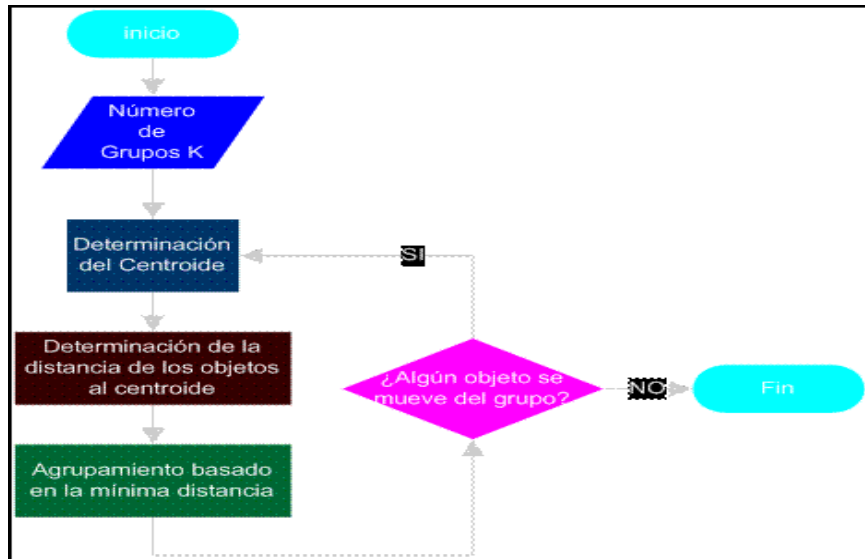 inicio
Número
de
Grupos K
Determinación
del Centroide
SI
Determinación de la
distancia de los objetos
al centroide
¿Algún objeto se
mueve del grupo?
NO
Fin
Agrupamiento basado
en la mínima distancia